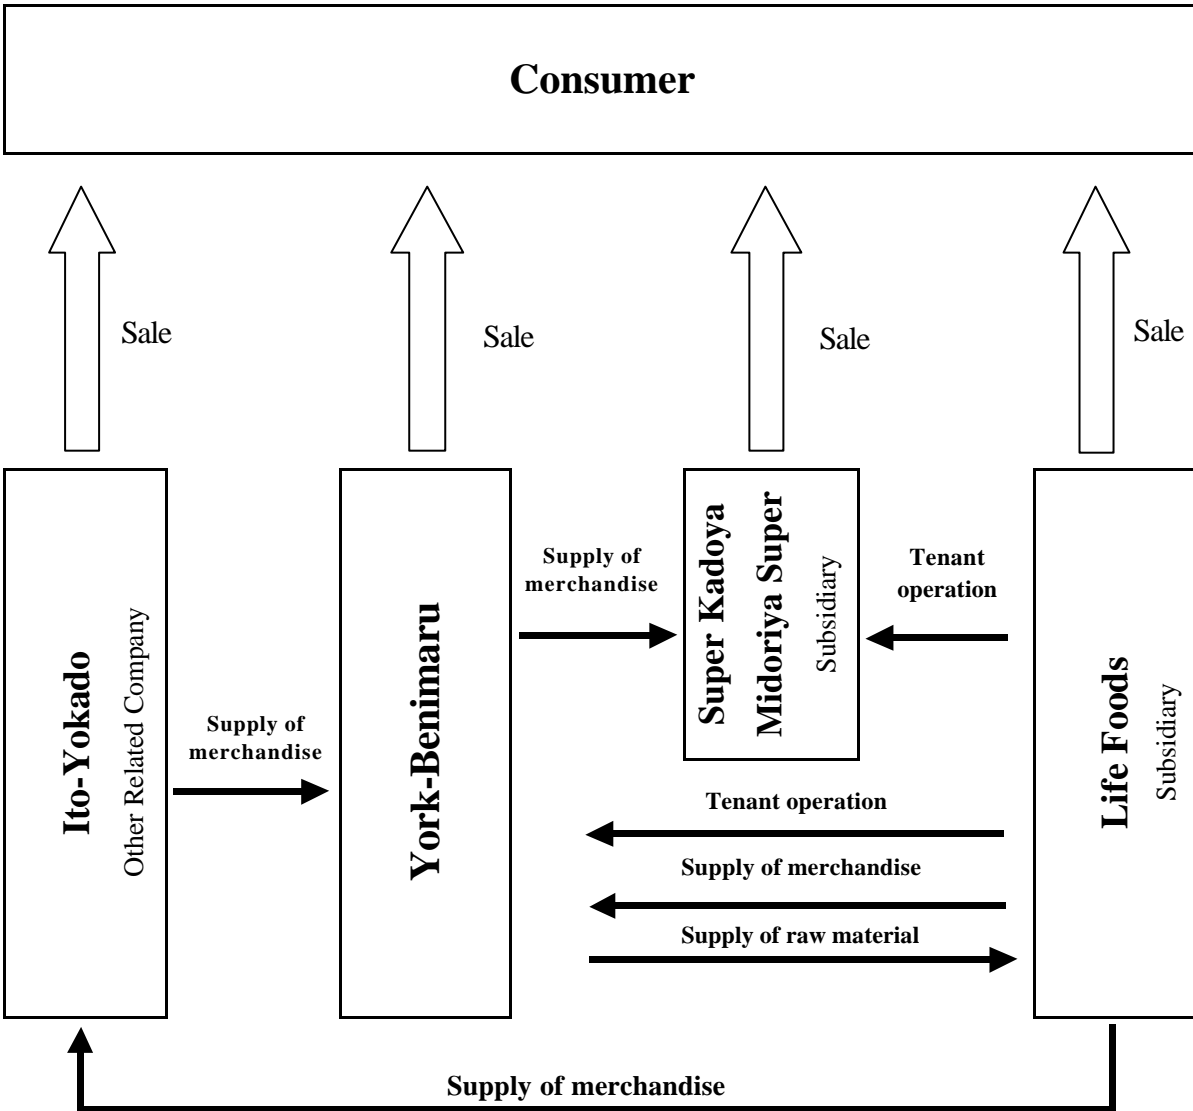 Consumer
Sale
Sale
Sale
Sale
Ito-Yokado
Other Related Company
Supply of
merchandise
York-Benimaru
Supply of
merchandise
Super Kadoya
Midoriya Super
Subsidiary
Tenant
operation
Life Foods
Subsidiary
Tenant operation
Supply of merchandise
Supply of raw material
Supply of merchandise